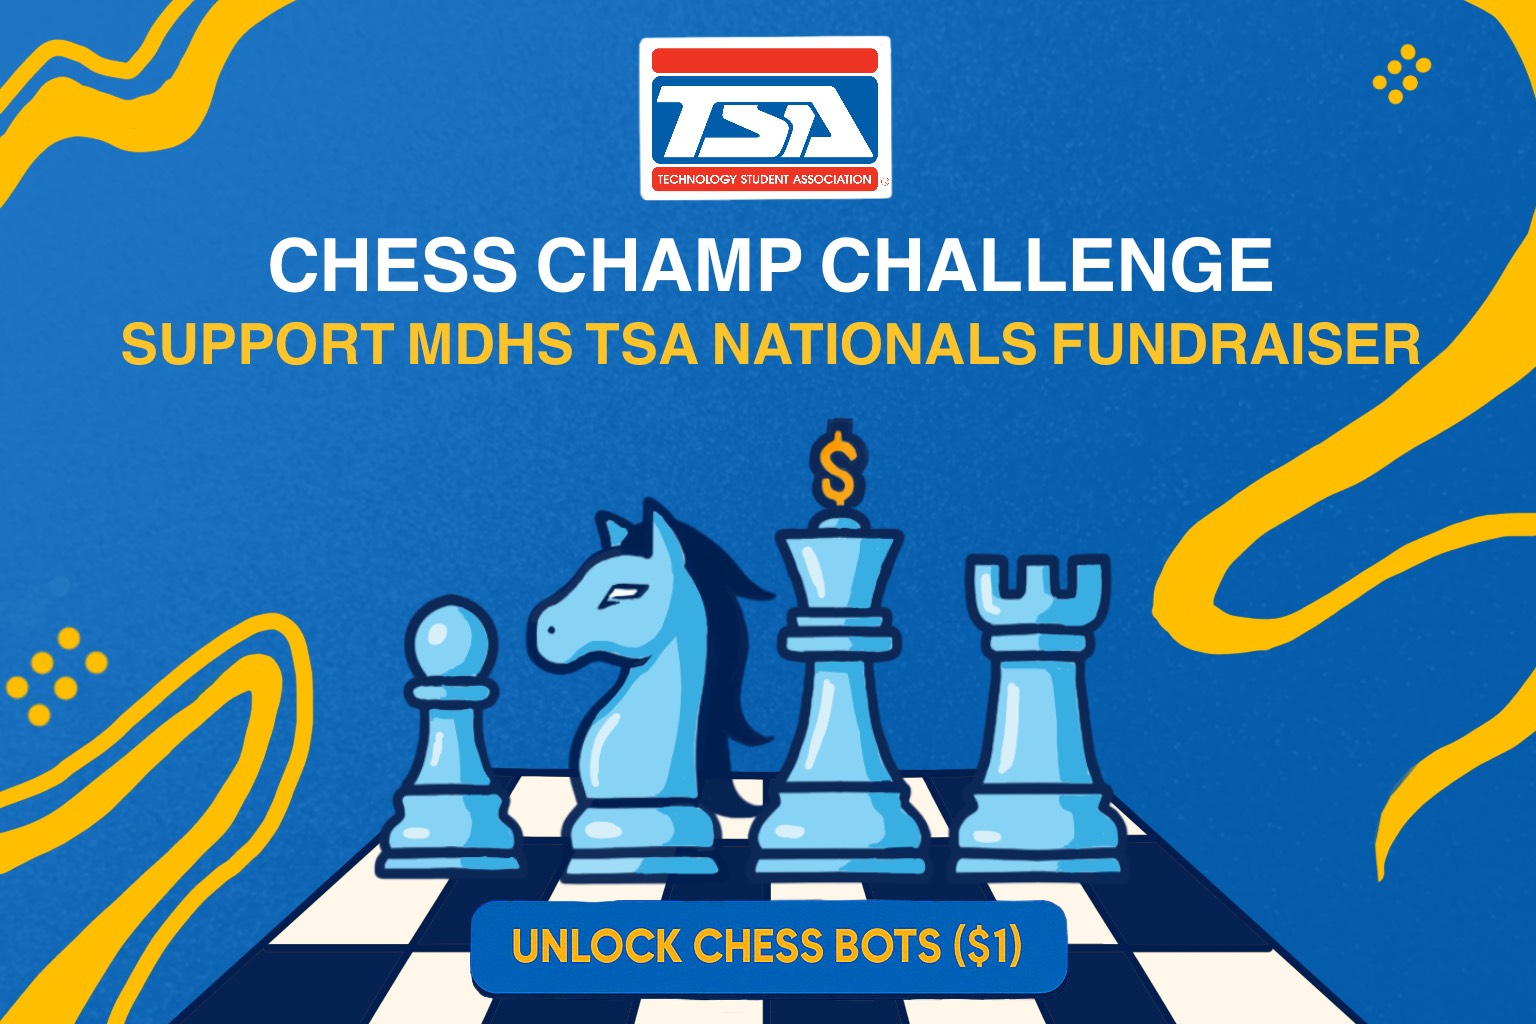 TSA
TECHNOLOGY STUDENT ASSOCIATION ®
CHESS CHAMP CHALLENGE
SUPPORT MDHS TSA NATIONALS FUNDRAISER
$
UNLOCK CHESS BOTS ($1)